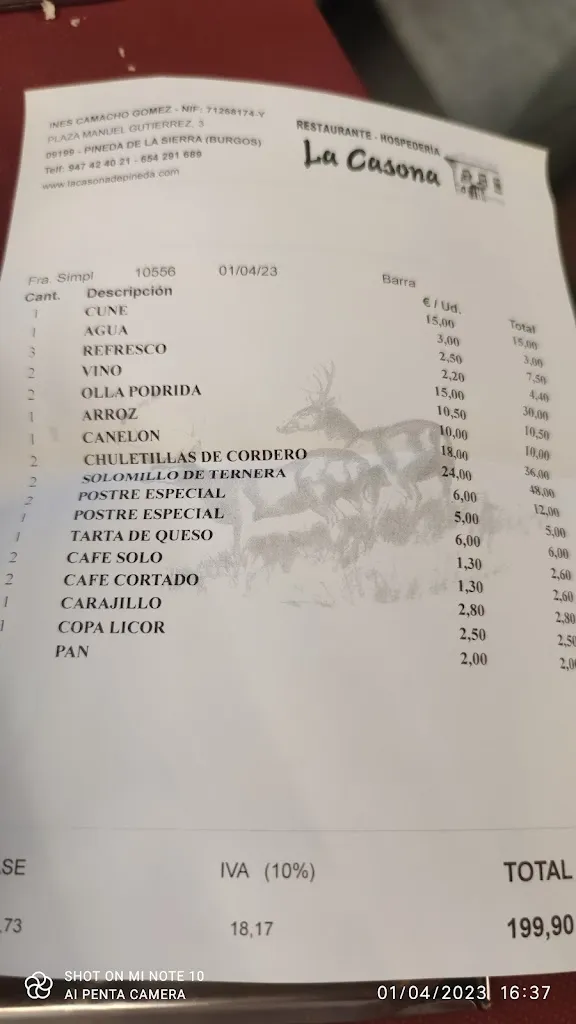 INES CAMACHO GOMEZ - NIF: 71268174-Y
PLAZA MANUEL GUTIERREZ, 3
09199 - PINEDA DE LA SIERRA (BURGOS)
Telf: 947 42 40 21 - 654 291 689
www.lacasonadepineda.com
RESTAURANTE - HOSPEDERÍA
La Casona
Fra. Simpl 10556 01/04/23 Barra
Cant. Descripción € / Ud. Total
1 CUNE 15,00 15,00
1 AGUA 3,00 3,00
3 REFRESCO 2,50 7,50
2 VINO 2,20 4,40
2 OLLA PODRIDA 15,00 30,00
1 ARROZ 10,50 10,50
1 CANELON 10,00 10,00
2 CHULETILLAS DE CORDERO 18,00 36,00
2 SOLOMILLO DE TERNERA 24,00 48,00
2 POSTRE ESPECIAL 6,00 12,00
1 POSTRE ESPECIAL 5,00 5,00
1 TARTA DE QUESO 6,00 6,00
2 CAFE SOLO 1,30 2,60
2 CAFE CORTADO 1,30 2,60
1 CARAJILLO 2,80 2,80
1 COPA LICOR 2,50 2,50
PAN 2,00 2,0
SE IVA (10%) TOTAL
,73 18,17 199,90
SHOT ON MI NOTE 10
AI PENTA CAMERA
01/04/2023 16:37